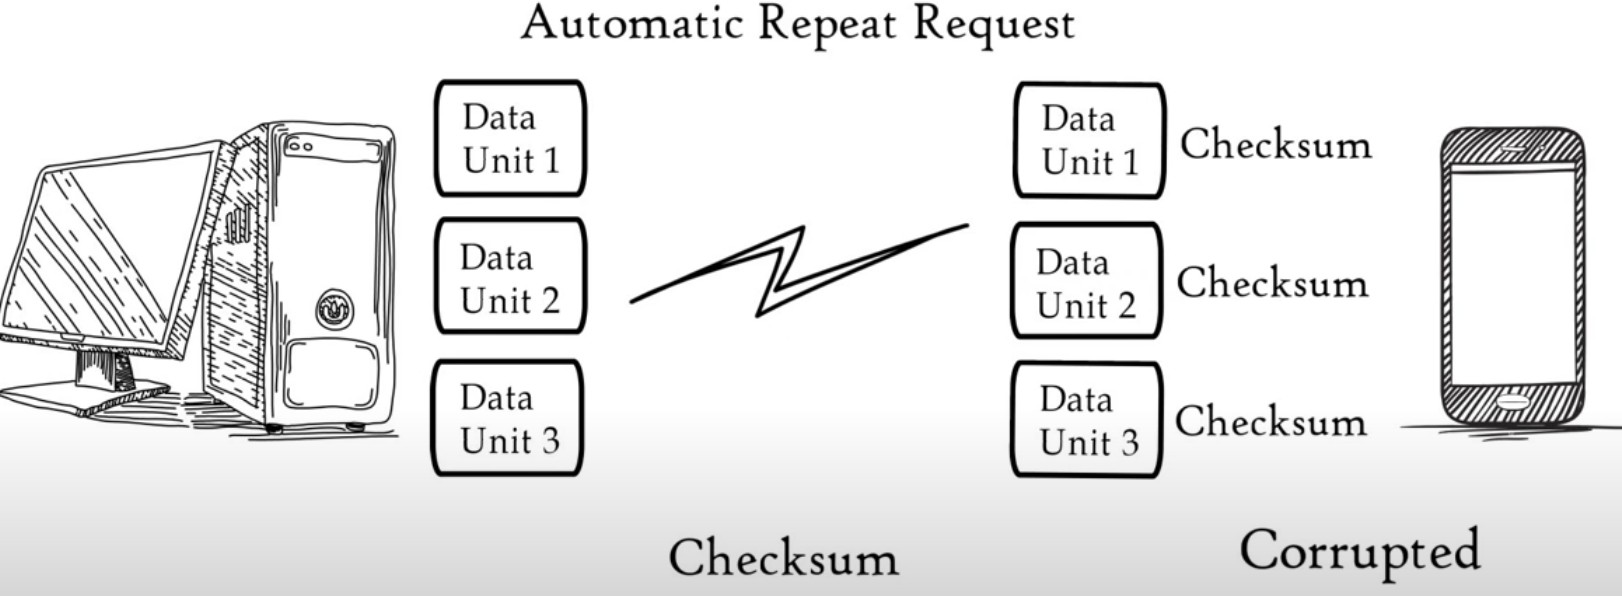 Automatic Repeat Request
Data
Unit 1
Data
Unit 2
Data
Unit 3
Data
Unit 1
Checksum
Data
Unit 2
Checksum
Data
Unit 3
Checksum
Checksum
Corrupted